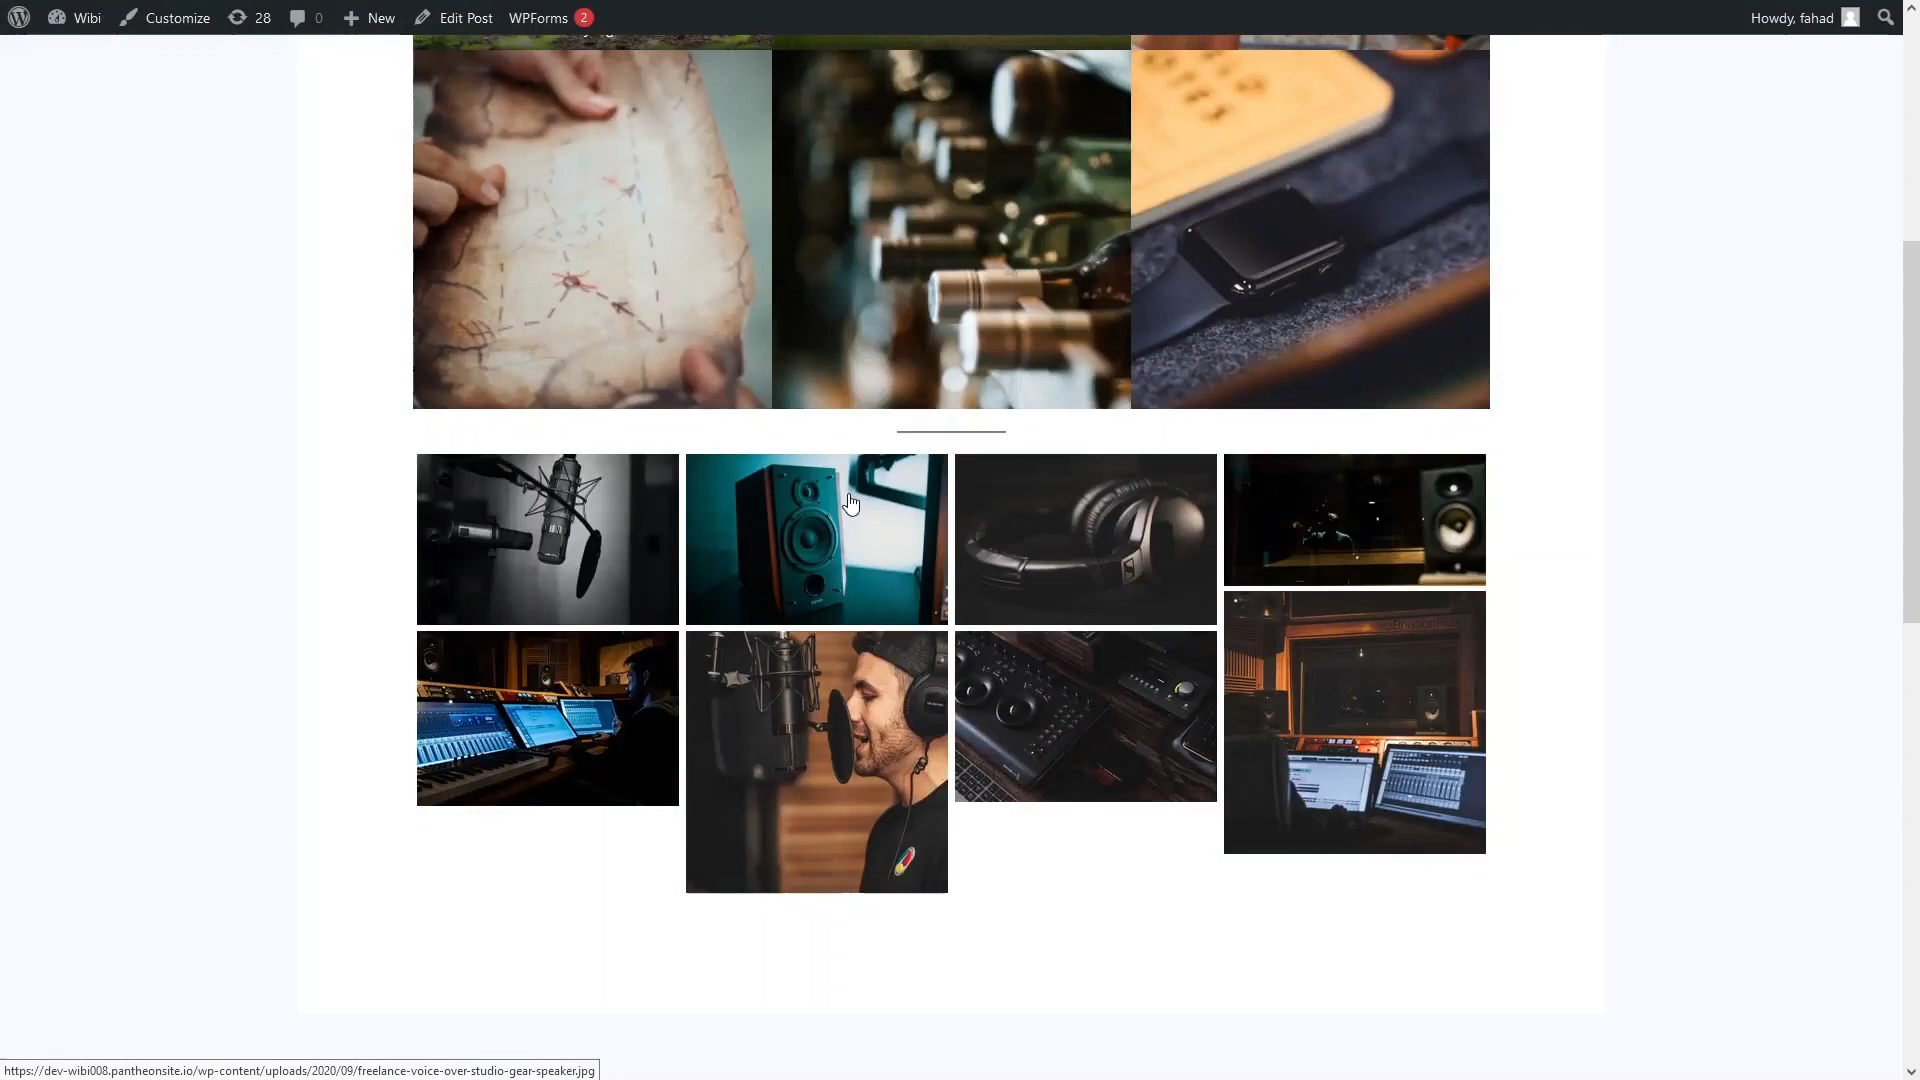 Wibi
Customize
28
0
New
Edit Post
WPForms 2
Howdy, fahad
https://dev-wibi008.pantheonsite.io/wp-content/uploads/2020/09/freelance-voice-over-studio-gear-speaker.jpg